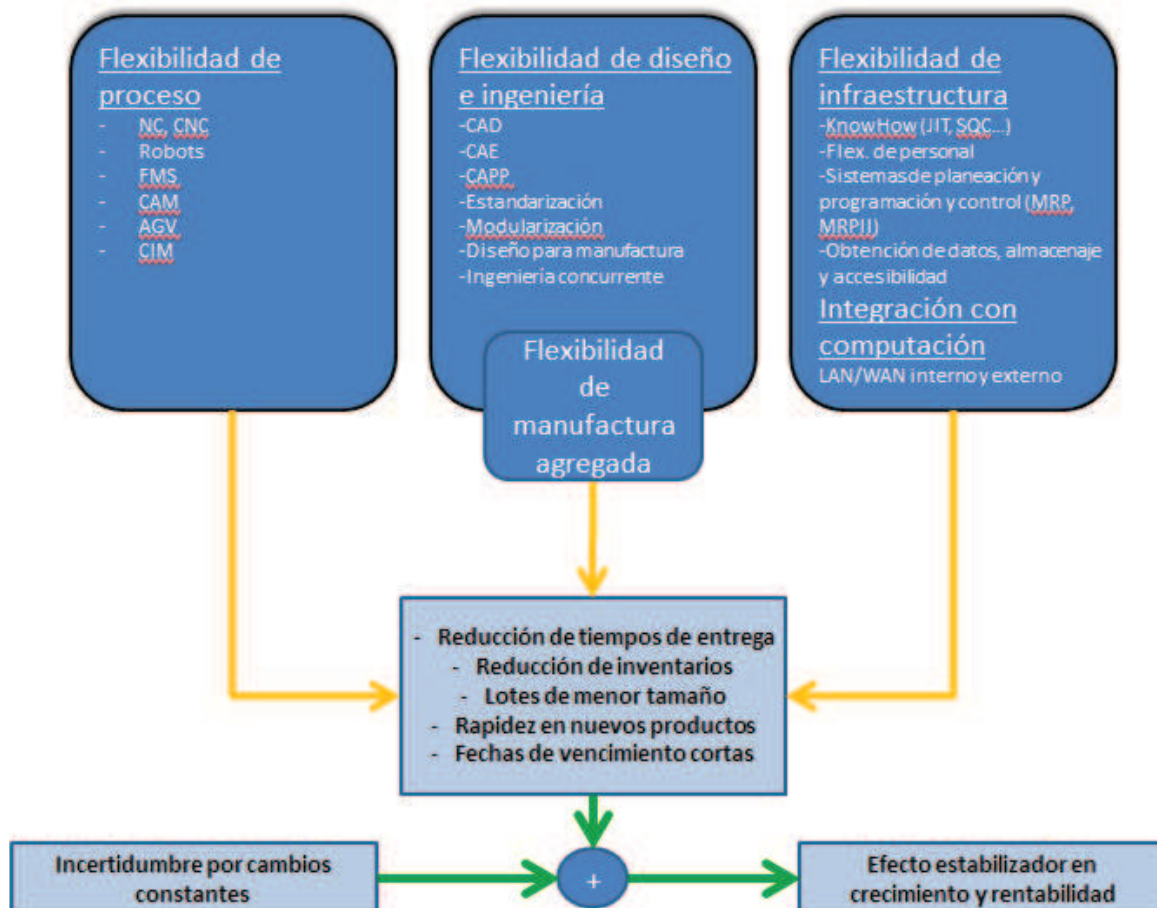 Flexibilidad de
proceso
- NC, CNC
- Robots
- FMS
- CAM
- AGV
- CIM
Flexibilidad de diseño
e ingeniería
-CAD
-CAE
-CAPP
-Estandarización
-Modularización
-Diseño para manufactura
-Ingeniería concurrente
Flexibilidad
de
manufactura
agregada
Flexibilidad de
infraestructura
-KnowHow (JIT, SQC...)
-Flex. de personal
-Sistemas de planeación y
programación y control (MRP,
MRPII)
-Obtención de datos, almacenaje
y accesibilidad
Integración con
computación
LAN/WAN interno y externo
- Reducción de tiempos de entrega
- Reducción de inventarios
- Lotes de menor tamaño
- Rapidez en nuevos productos
- Fechas de vencimiento cortas
Incertidumbre por cambios
constantes
+
Efecto estabilizador en
crecimiento y rentabilidad